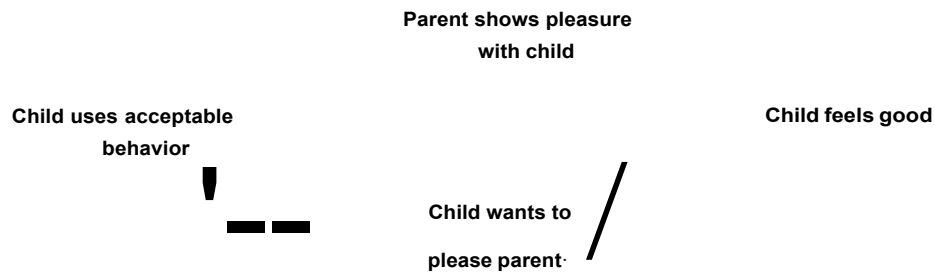 Parent shows pleasure
with child
Child uses acceptable
behavior
Child feels good
Child wants to
please parent